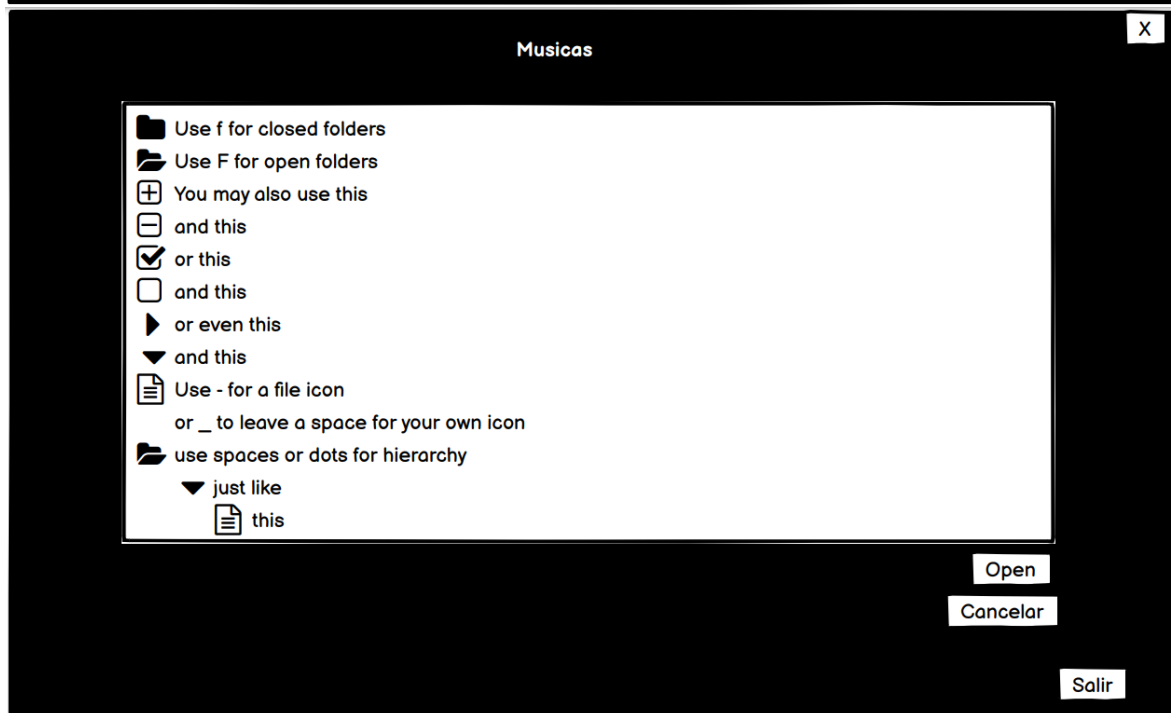 X
Musicas
Use f for closed folders
Use F for open folders
You may also use this
and this
or this
and this
or even this
and this
Use - for a file icon
or _ to leave a space for your own icon
use spaces or dots for hierarchy
just like
this
Open
Cancelar
Salir